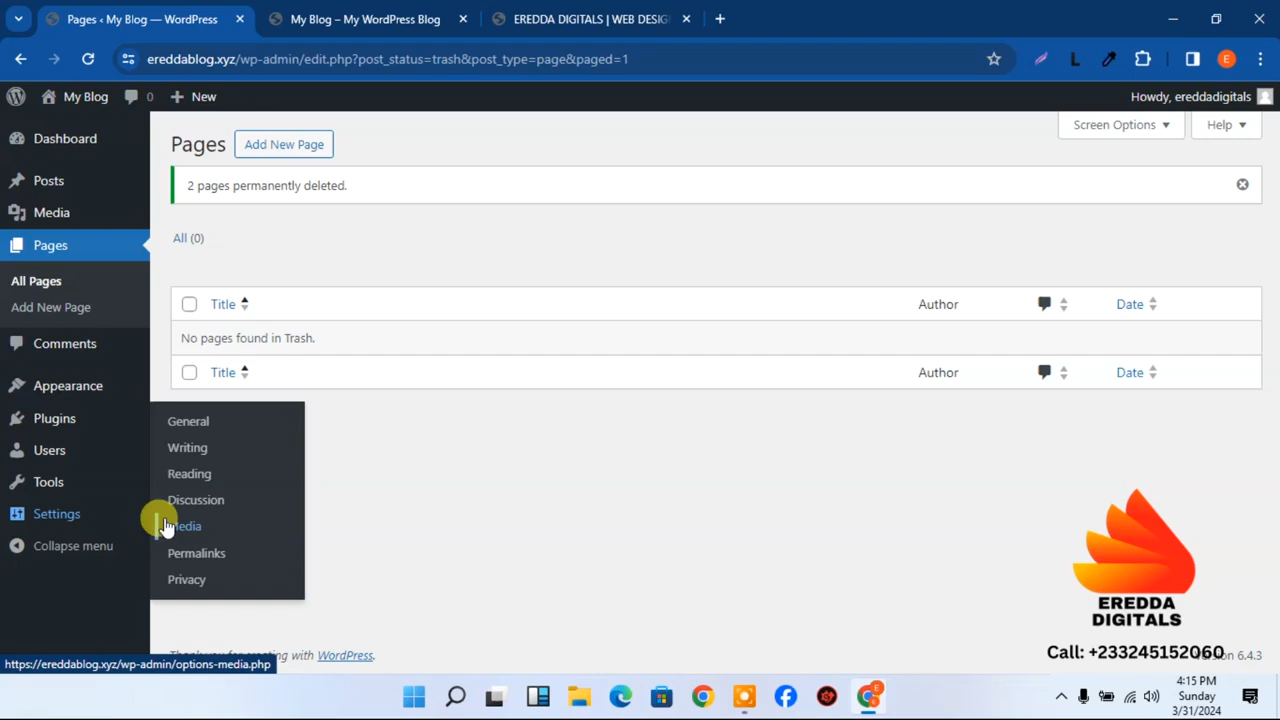 Pages ‹ My Blog — WordPress
My Blog – My WordPress Blog
EREDDA DIGITALS | WEB DESIG
ereddablog.xyz/wp-admin/edit.php?post_status=trash&post_type=page&paged=1
My Blog
0
New
Howdy, ereddadigitals
Dashboard
Posts
Media
Pages
All Pages
Add New Page
Comments
Appearance
Plugins
Users
Tools
Settings
Collapse menu
Pages
Add New Page
Screen Options
Help
2 pages permanently deleted.
All (0)
Title
Author
Date
No pages found in Trash.
Title
Author
Date
General
Writing
Reading
Discussion
Media
Permalinks
Privacy
EREDDA
DIGITALS
Call: +233245152060
with WordPress.
6.4.3
https://ereddablog.xyz/wp-admin/options-media.php
4:15 PM
Sunday
3/31/2024